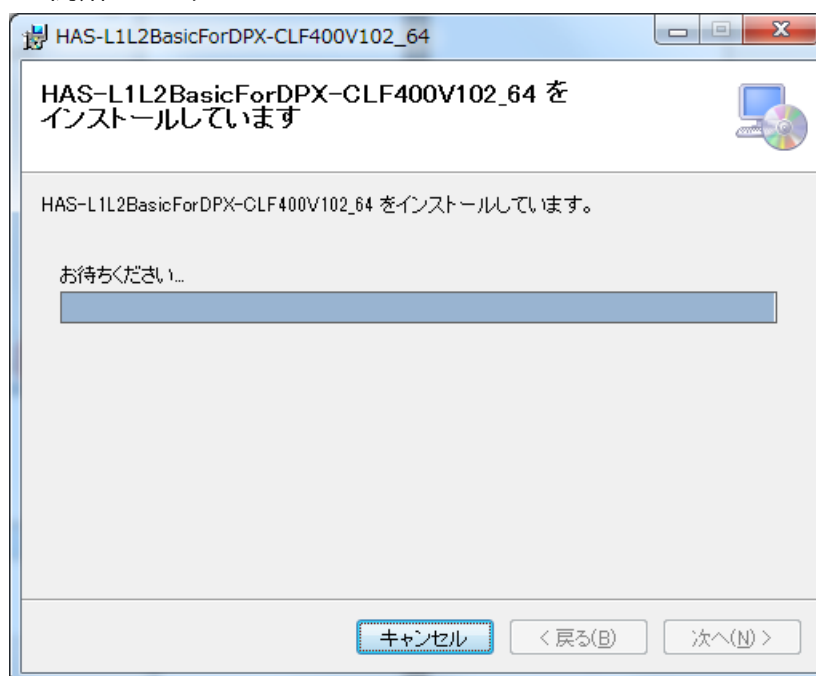 HAS-L1L2BasicForDPX-CLF400V102_64
HAS-L1L2BasicForDPX-CLF400V102_64 を
インストールしています
HAS-L1L2BasicForDPX-CLF400V102_64 をインストールしています。
お待ちください...
キャンセル
< 戻る(B)
次へ(N) >